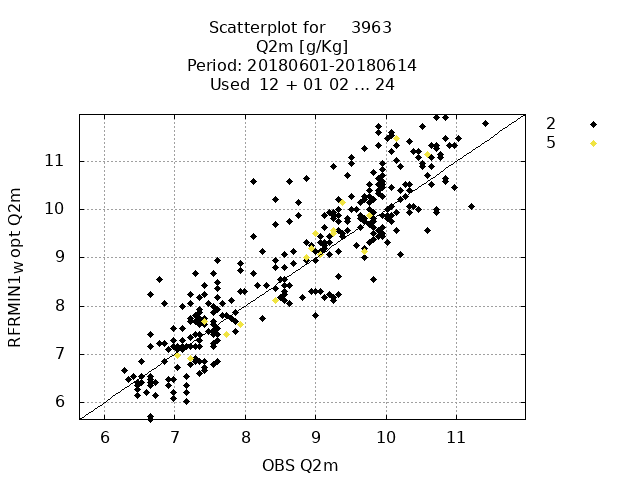 Scatterplot for 3963
Q2m [g/Kg]
Period: 20180601-20180614
Used 12 + 01 02 ... 24
2
5
RFRMIN1w opt Q2m
11
10
9
8
7
6
6 7 8 9 10 11
OBS Q2m